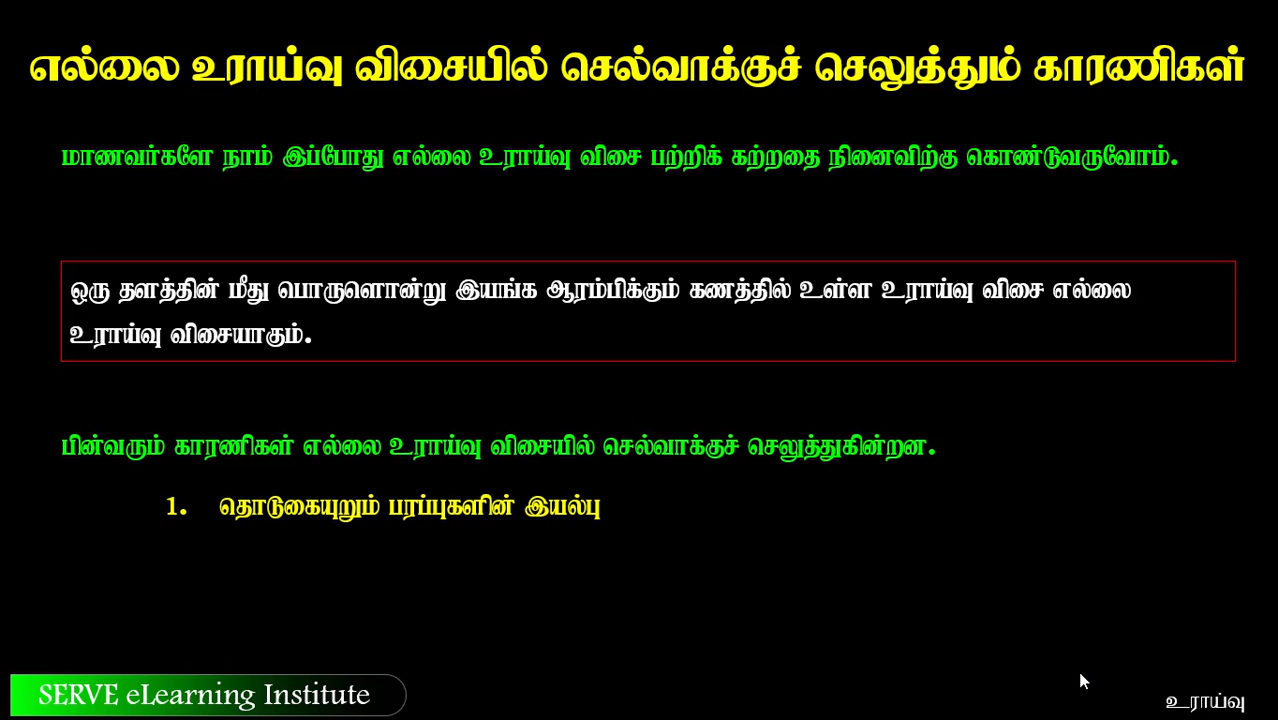 எல்லை உராய்வு விசையில் செல்வாக்குச் செலுத்தும் காரணிகள்
மாணவர்களே நாம் இப்போது எல்லை உராய்வு விசை பற்றிக் கற்றதை நினைவிற்கு கொண்டுவருவோம்.
ஒரு தளத்தின் மீது பொருளொன்று இயங்க ஆரம்பிக்கும் கணத்தில் உள்ள உராய்வு விசை எல்லை
உராய்வு விசையாகும்.
பின்வரும் காரணிகள் எல்லை உராய்வு விசையில் செல்வாக்குச் செலுத்துகின்றன.
1. தொடுகையுறும் பரப்புகளின் இயல்பு
SERVE eLearning Institute
உராய்வு